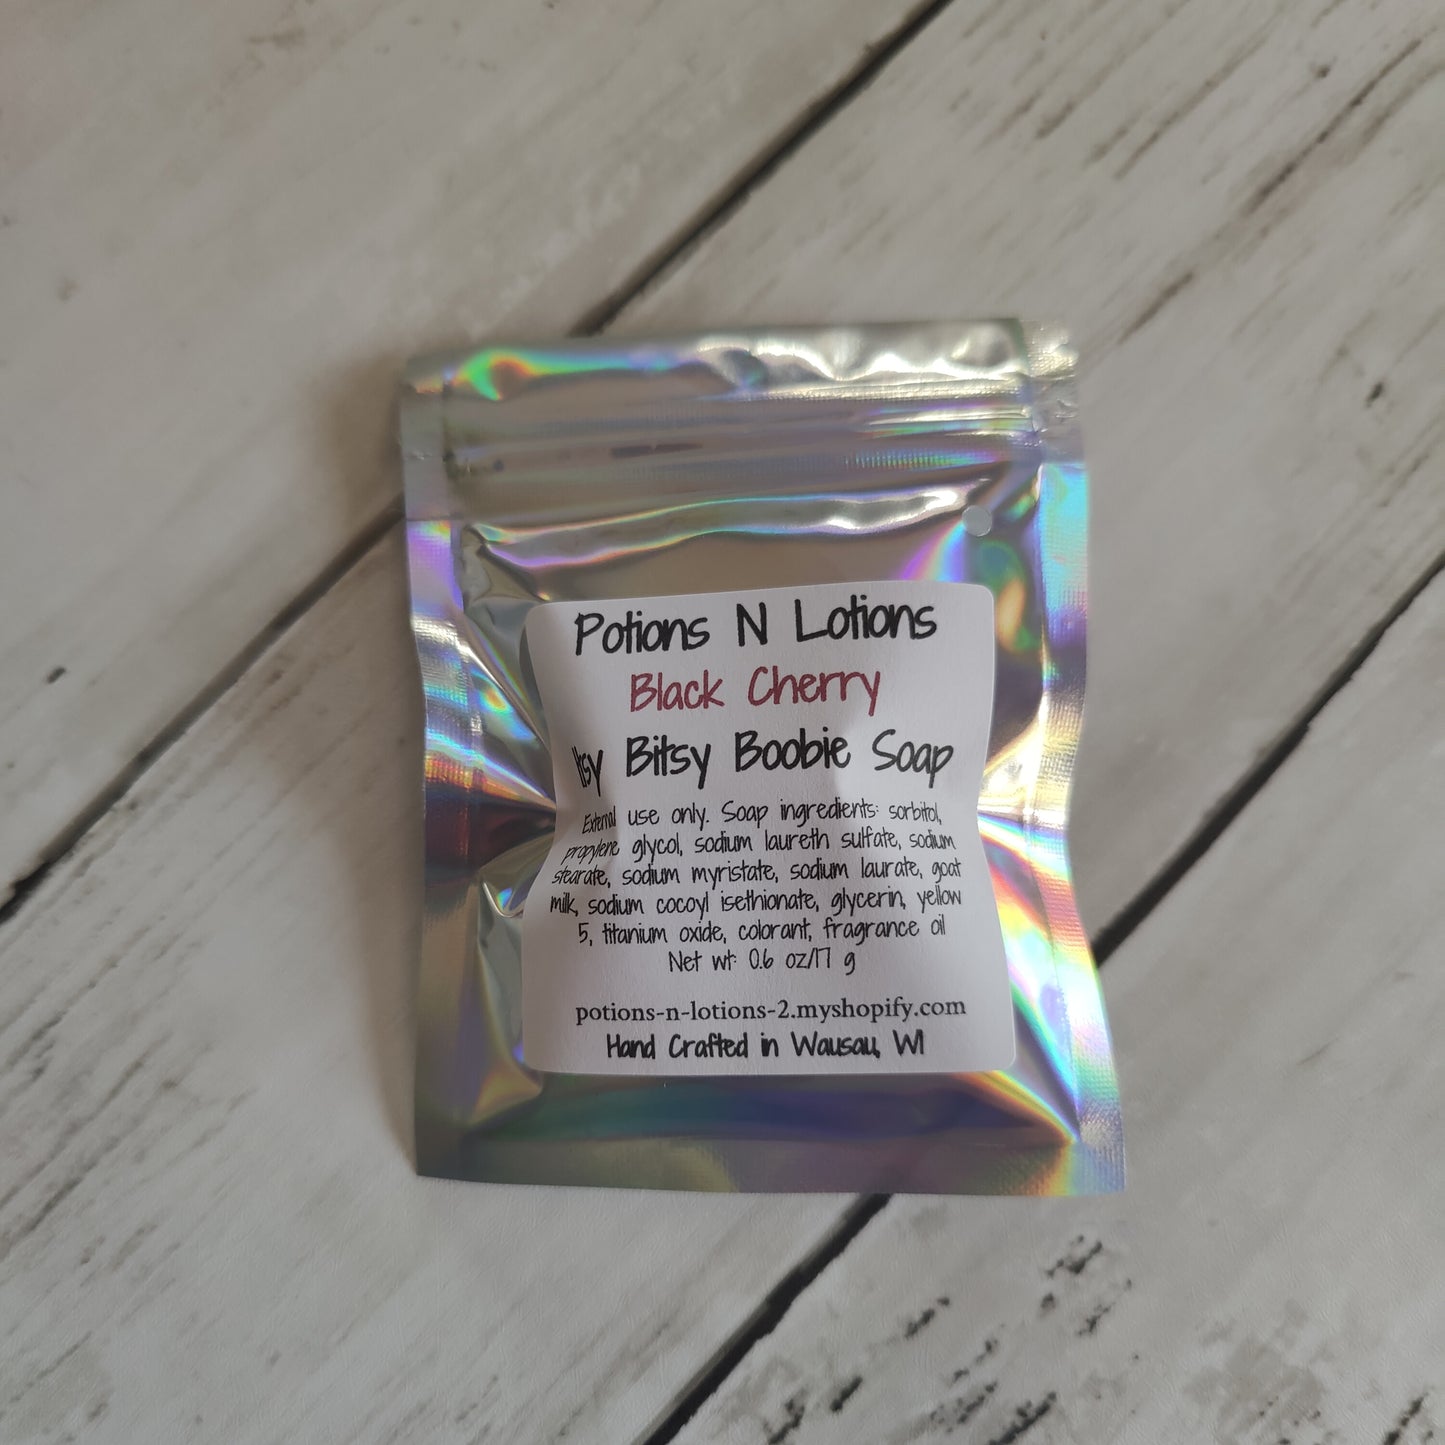 Potions N Lotions
Black Cherry
Itsy Bitsy Boobie Soap
External use only. Soap ingredients: sorbitol,
propylene glycol, sodium laureth sulfate, sodium
stearate, sodium myristate, sodium laurate, goat
milk, sodium cocoyl isethionate, glycerin, yellow
5, titanium oxide, colorant, fragrance oil
Net wt: 0.6 oz/17 g
potions-n-lotions-2.myshopify.com
Hand Crafted in Wausau, WI